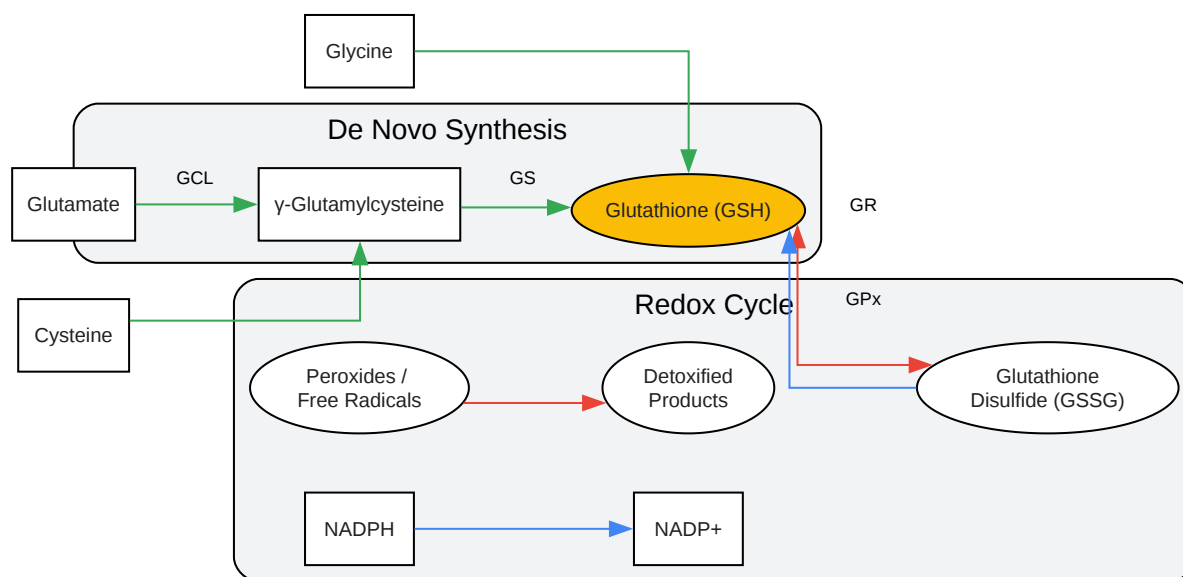 Glycine
De Novo Synthesis
GCL
GS
Glutamate
γ-Glutamylcysteine
Glutathione (GSH)
GR
Redox Cycle
GPx
Cysteine
Peroxides /
Free Radicals
Detoxified
Products
Glutathione
Disulfide (GSSG)
NADPH
NADP+